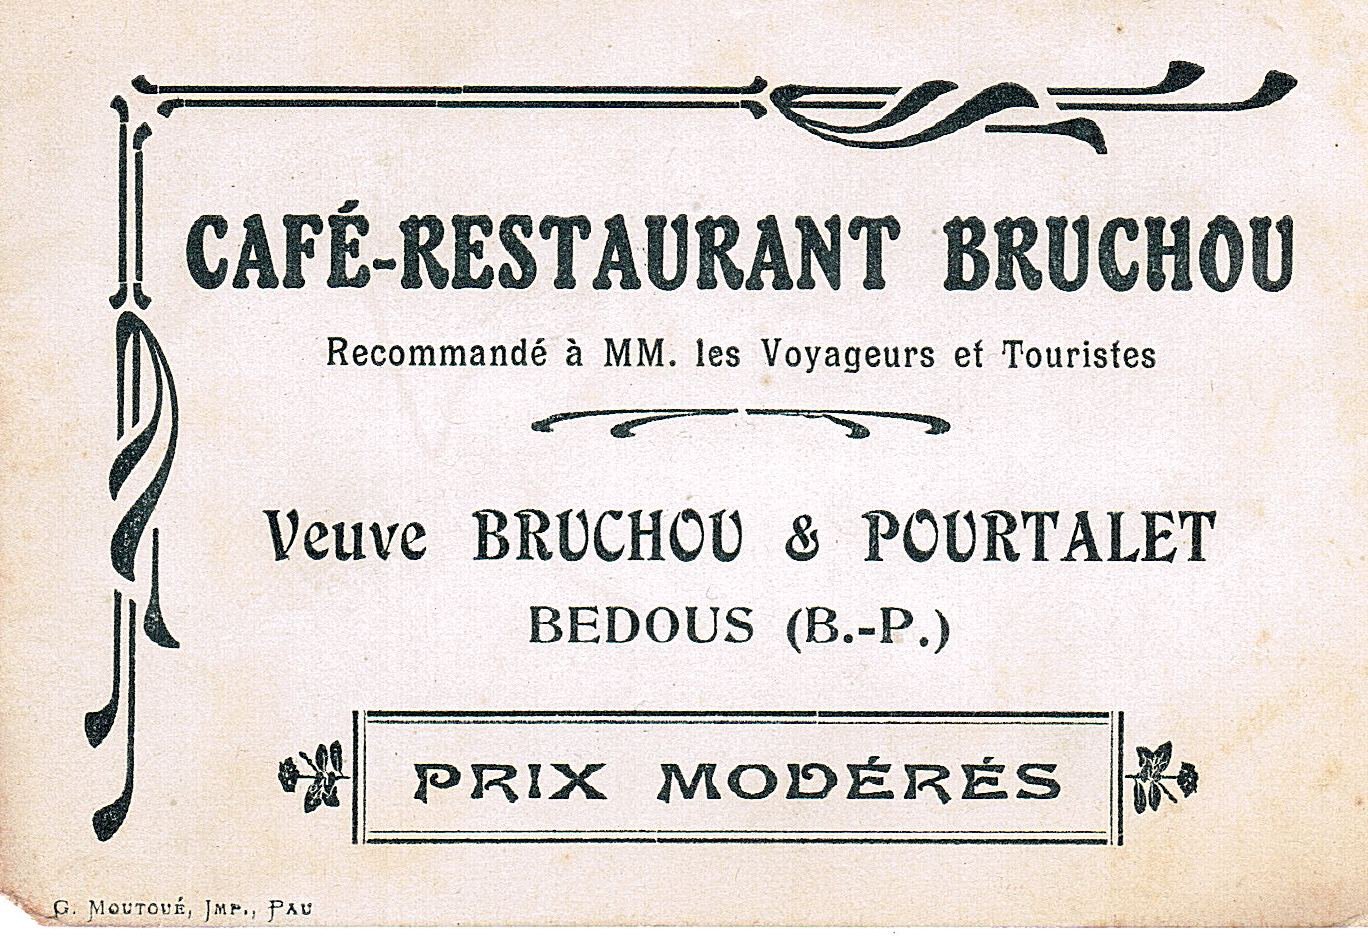 CAFÉ-RESTAURANT BRUCHOU
Recommandé à MM. les Voyageurs et Touristes
Veuve BRUCHOU & POURTALET
BEDOUS (B.-P.)
PRIX MODÉRÉS
G. MOUTOUÉ, IMP., PAU